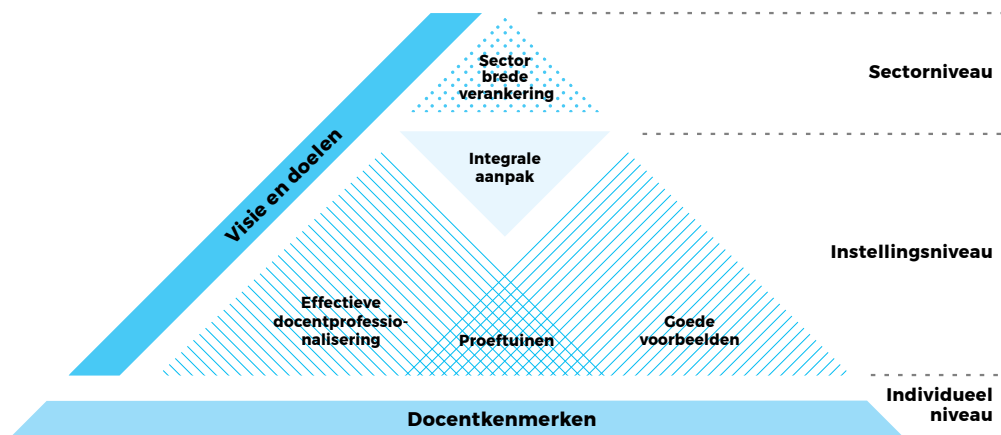 Sector
brede
verankering
Sectorniveau
Visie en doelen
Integrale
aanpak
Instellingsniveau
Effectieve
docentprofessio-
nalisering
Proeftuinen
Goede
voorbeelden
Individueel
niveau
Docentkenmerken